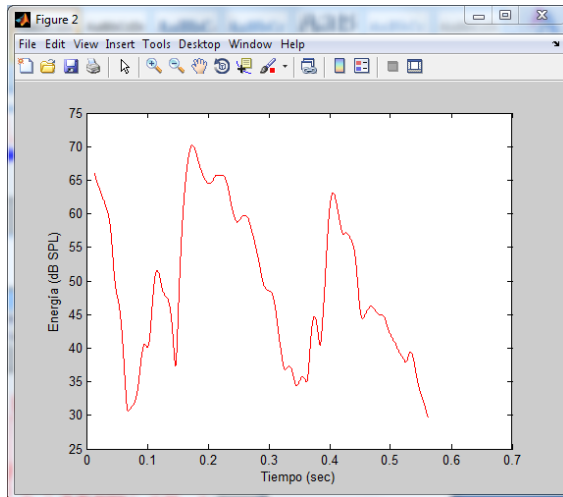 Figure 2
File Edit View Insert Tools Desktop Window Help
75
70
65
60
55
50
45
40
35
30
25
Energía (dB SPL)
0 0.1 0.2 0.3 0.4 0.5 0.6 0.7
Tiempo (sec)